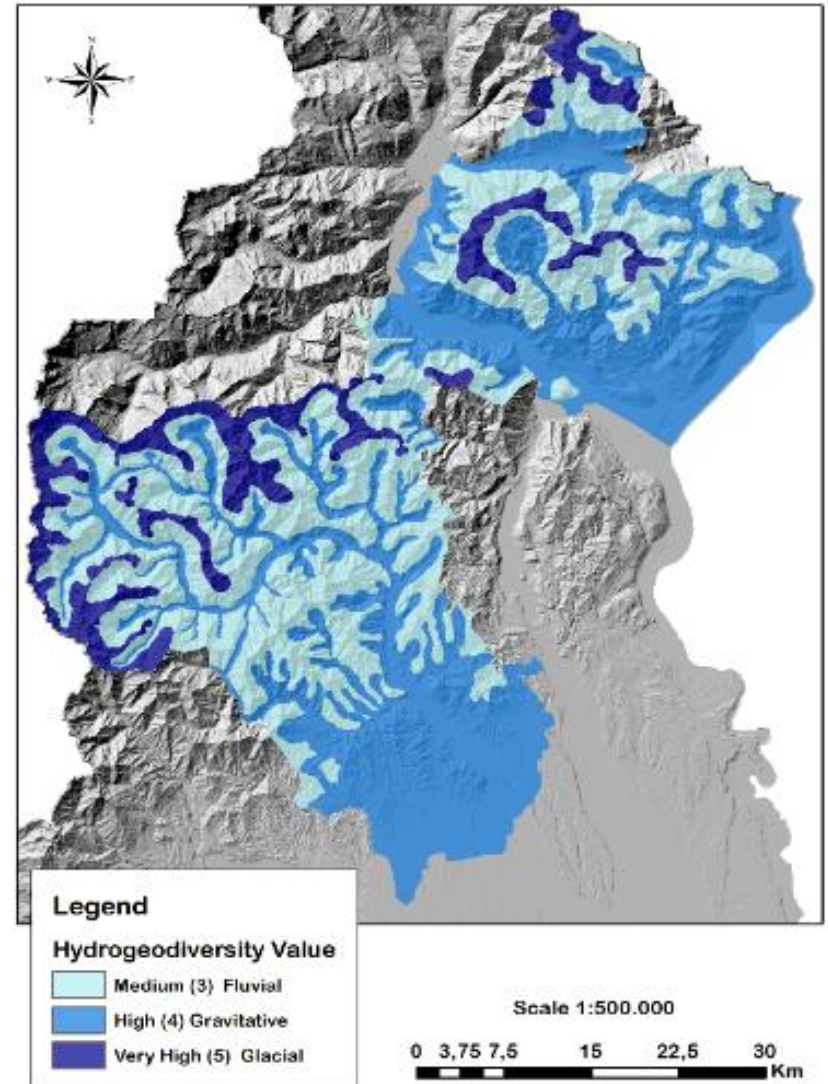 N
Legend
Hydrogeodiversity Value
Medium (3) Fluvial
High (4) Gravitative
Very High (5) Glacial
Scale 1:500.000
0 3,75 7,5 15 22,5 30
Km